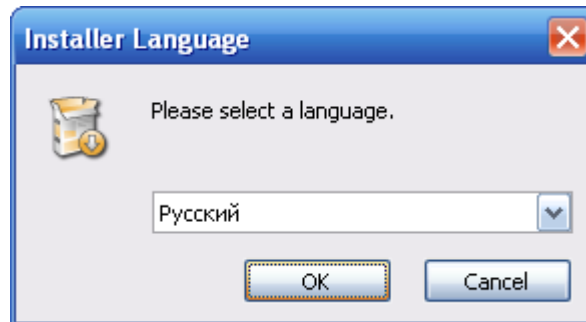 Installer Language
Please select a language.
Русский
OK
Cancel